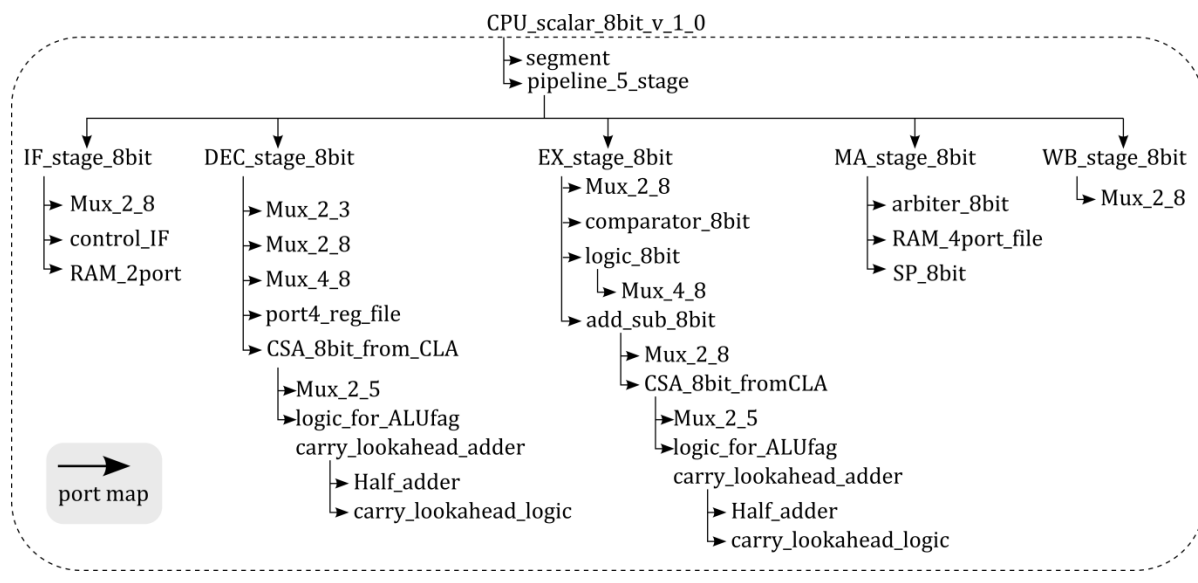 CPU_scalar_8bit_v_1_0
segment
pipeline_5_stage
IF_stage_8bit
Mux_2_8
control_IF
RAM_2port
DEC_stage_8bit
Mux_2_3
Mux_2_8
Mux_4_8
port4_reg_file
CSA_8bit_from_CLA
Mux_2_5
logic_for_ALUfag
carry_lookahead_adder
Half_adder
carry_lookahead_logic
EX_stage_8bit
Mux_2_8
comparator_8bit
logic_8bit
Mux_4_8
add_sub_8bit
Mux_2_8
CSA_8bit_fromCLA
Mux_2_5
logic_for_ALUfag
carry_lookahead_adder
Half_adder
carry_lookahead_logic
MA_stage_8bit
arbiter_8bit
RAM_4port_file
SP_8bit
WB_stage_8bit
Mux_2_8
port map